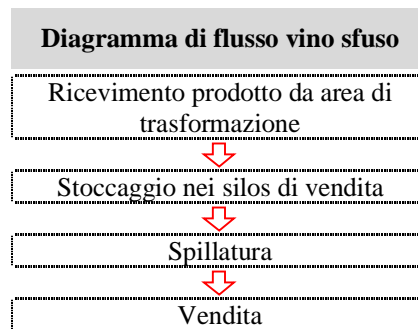 Diagramma di flusso vino sfuso
Ricevimento prodotto da area di
trasformazione
Stoccaggio nei silos di vendita
Spillatura
Vendita